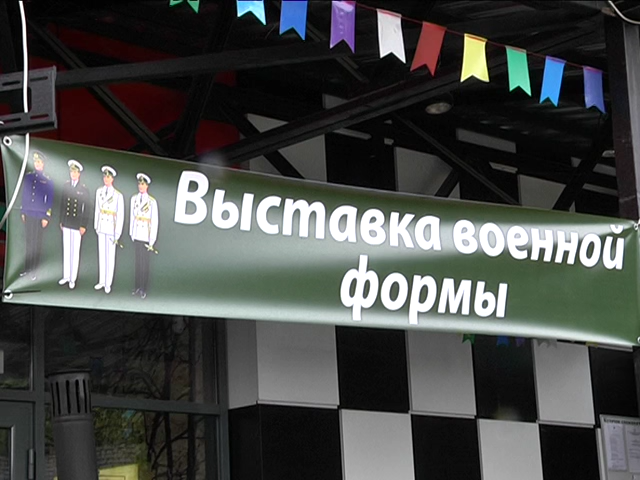 Выставка военной
формы